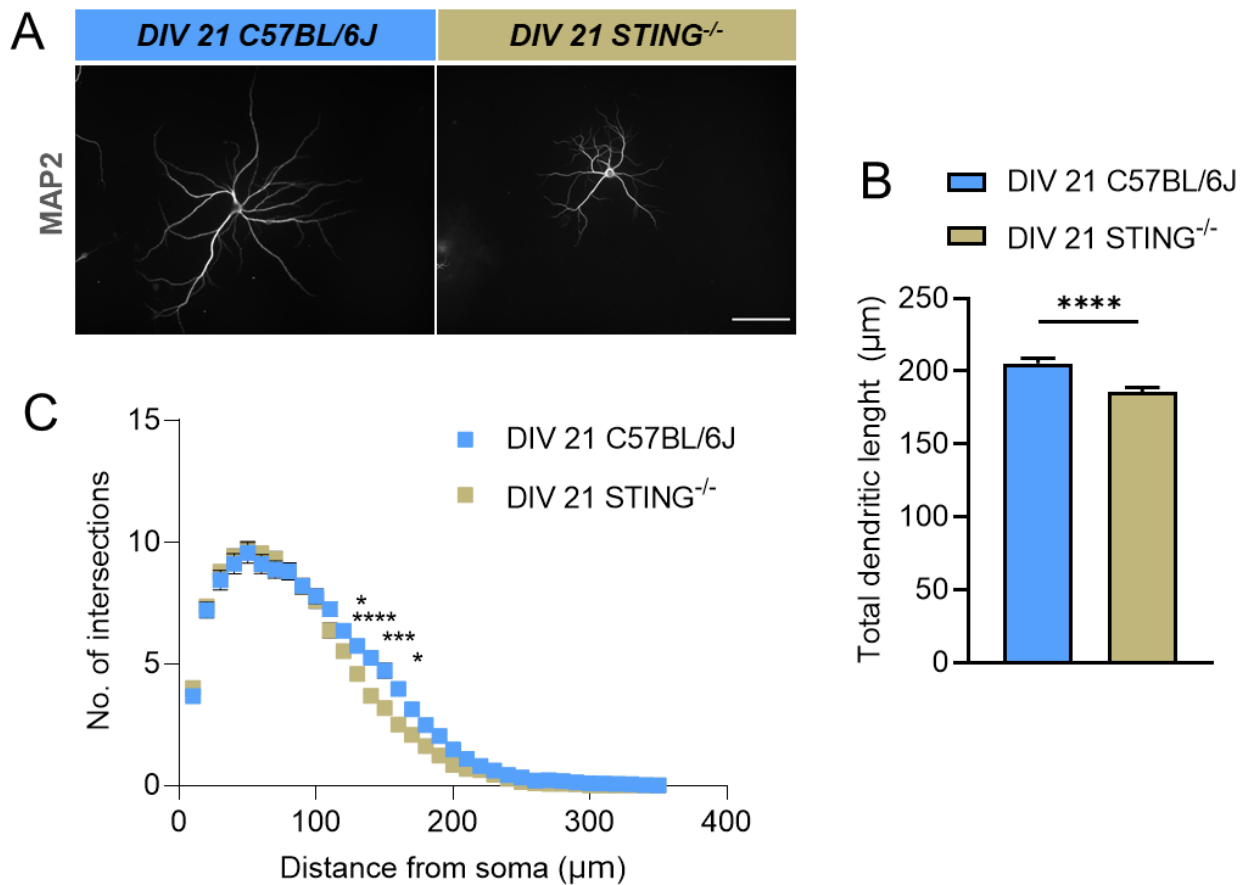 A
DIV 21 C57BL/6J
DIV 21 STING-/-
MAP2
B
DIV 21 C57BL/6J
DIV 21 STING-/-
250
200
150
100
50
0
Total dendritic lenght (µm)
****
C
15
10
5
0
No. of intersections
DIV 21 C57BL/6J
DIV 21 STING-/-
*
****
***
*
0 100 200 300 400
Distance from soma (µm)